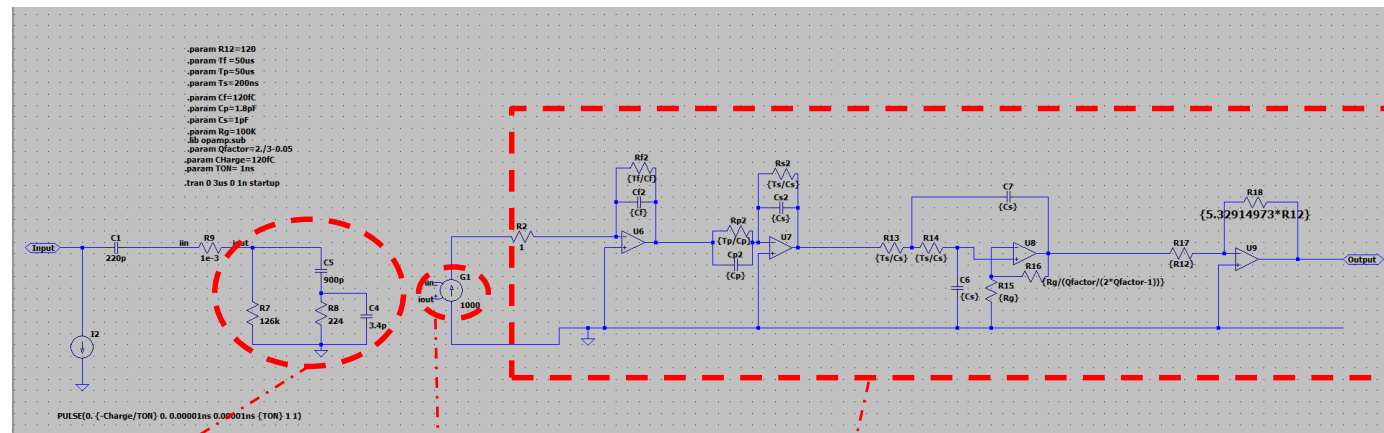 .param R12=120
.param Tf =50us
.param Tp=50us
.param Ts=200ns
.param Cf=120fC
.param Cp=1.8pF
.param Cs=1pF
.param Rg=100K
.lib opamp.sub
.param Qfactor=2./3-0.05
.param CHarge=120fC
.param TON= 1ns
.tran 0 3us 0 1n startup
Input
C1
220p
iin
R9
1e-3
iout
C5
900p
R7
126k
R8
224
C4
3.4p
I2
iin
iout
G1
1000
R2
1
Rf2
{Tf/Cf}
Cf2
{Cf}
U6
Rp2
{Tp/Cp}
Cp2
{Cp}
Rs2
{Ts/Cs}
Cs2
{Cs}
U7
R13
{Ts/Cs}
R14
{Ts/Cs}
C7
{Cs}
C6
{Cs}
U8
R16
{Rg/(Qfactor/(2*Qfactor-1))}
R15
{Rg}
R17
{R12}
R18
{5.32914973*R12}
U9
Output
PULSE(0. {-Charge/TON} 0. 0.00001ns 0.00001ns {TON} 1 1)